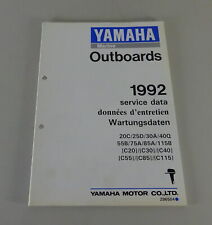 YAMAHA
Marine
Outboards
1992
service data
données d'entretien
Wartungsdaten
20C/25D/30A/40Q
55B/75A/85A/115B
(C20)/(C30)/(C40)
(C55)/(C85)/(C115)
YAMAHA MOTOR CO.,LTD.